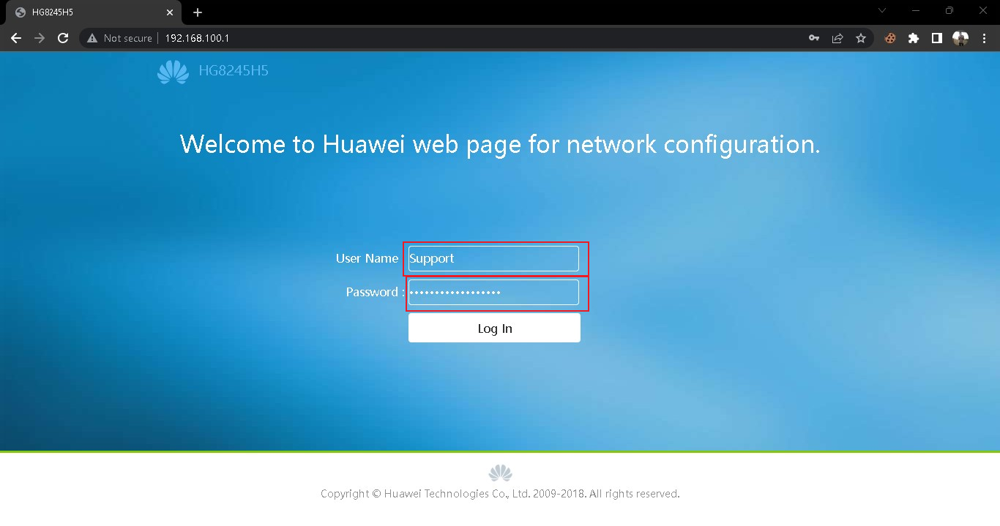 HG8245H5
Not secure
192.168.100.1
HG8245H5
Welcome to Huawei web page for network configuration.
User Name
Support
Password :
••••••••••••••••••
Log In
Copyright © Huawei Technologies Co., Ltd. 2009-2018. All rights reserved.